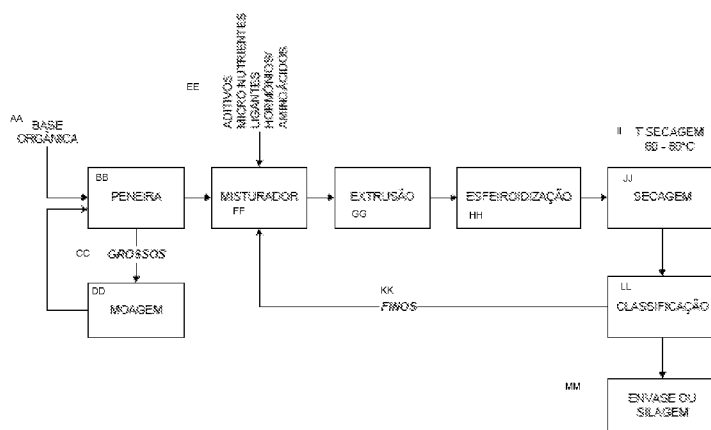 AA
BASE
ORGÂNICA
EE
ADITIVOS
MICRO NUTRIENTES
LIGANTES
HORMÔNIOS/
AMINOÁCIDOS
BB
PENEIRA
MISTURADOR
FF
EXTRUSÃO
GG
ESFEIROIDIZAÇÃO
HH
II T SECAGEM
60 - 80°C
JJ
SECAGEM
CC GROSSOS
DD
MOAGEM
KK
FINOS
LL
CLASSIFICAÇÃO
MM
ENVASE OU
SILAGEM